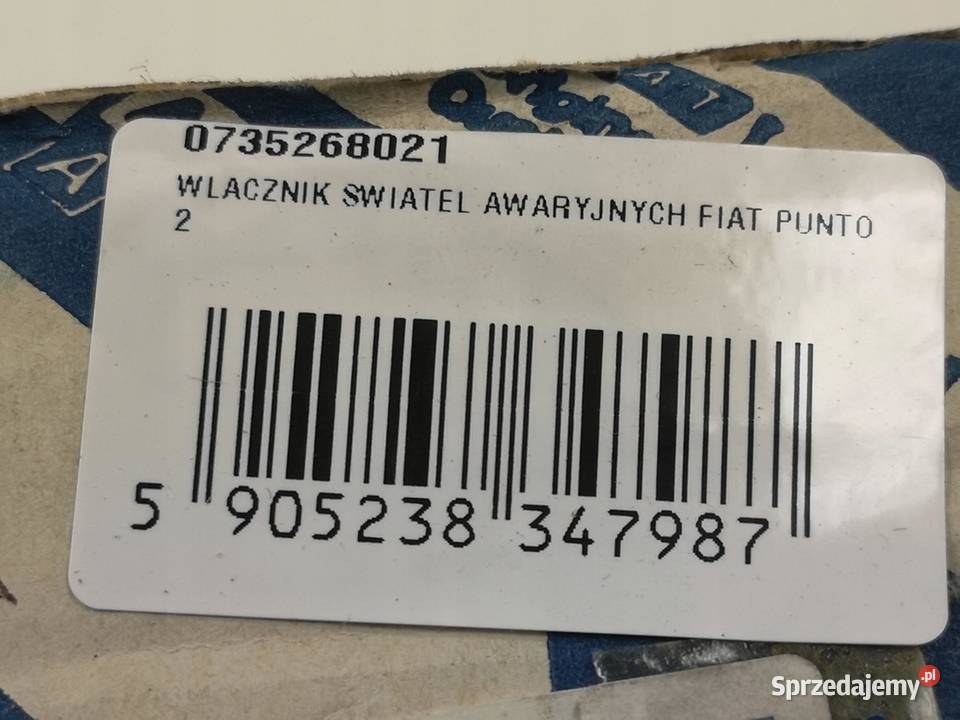 0735268021
WLACZNIK SWIATEL AWARYJNYCH FIAT PUNTO
2
5 905238 347987
Sprzedajemy.pl